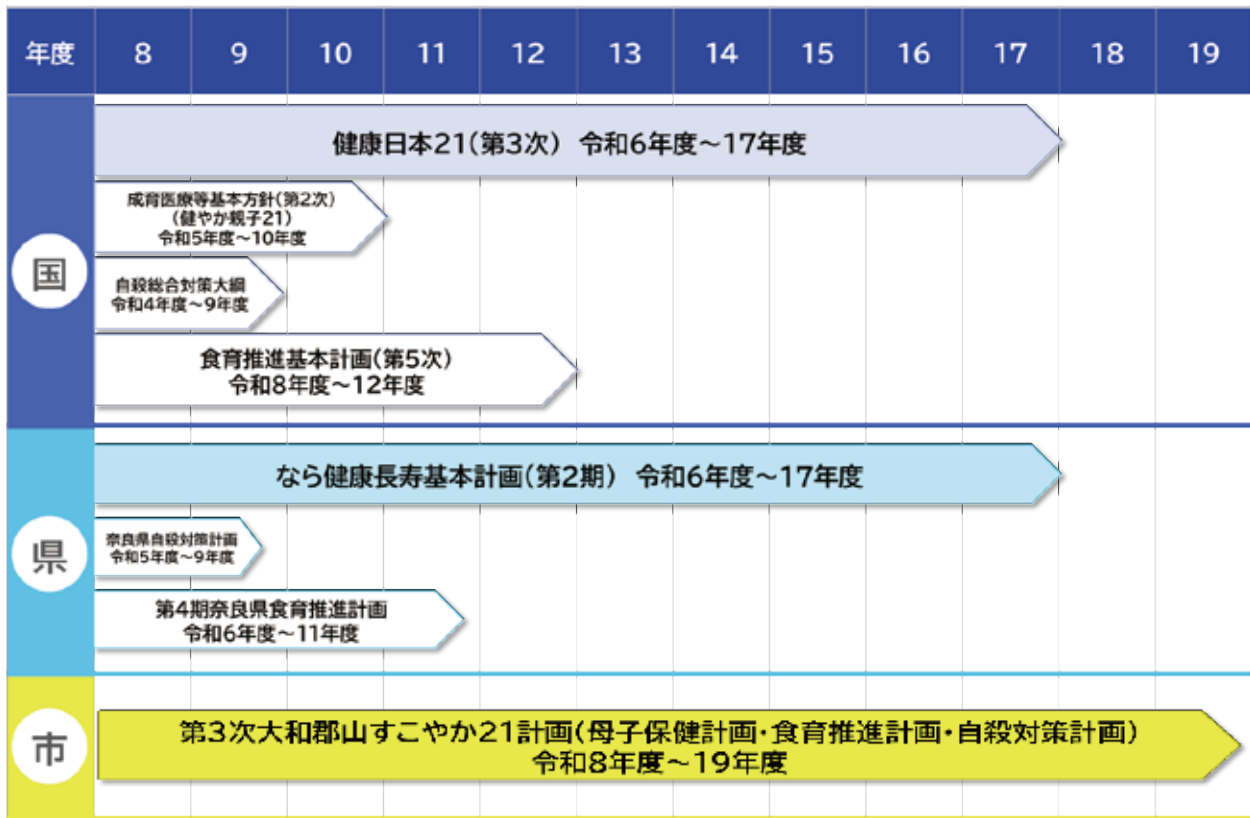 年度 8 9 10 11 12 13 14 15 16 17 18 19
国
健康日本21(第3次) 令和6年度～17年度
成育医療等基本方針(第2次)
(健やか親子21)
令和5年度～10年度
自殺総合対策大綱
令和4年度～9年度
食育推進基本計画(第5次)
令和8年度～12年度
県
なら健康長寿基本計画(第2期) 令和6年度～17年度
奈良県自殺対策計画
令和5年度～9年度
第4期奈良県食育推進計画
令和6年度～11年度
市
第3次大和郡山すこやか21計画(母子保健計画・食育推進計画・自殺対策計画)
令和8年度～19年度